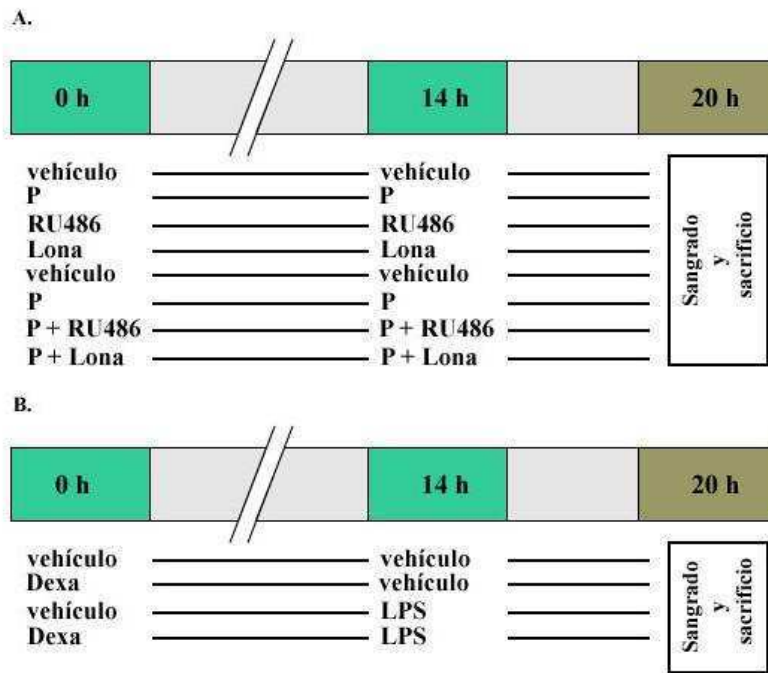 A.
0 h 14 h 20 h
vehículo vehículo
P P
RU486 RU486
Lona Lona
vehículo vehículo
P P
P + RU486 P + RU486
P + Lona P + Lona
Sangrado
y
sacrificio
B.
0 h 14 h 20 h
vehículo vehículo
Dexa vehículo
vehículo LPS
Dexa LPS
Sangrado
y
sacrificio